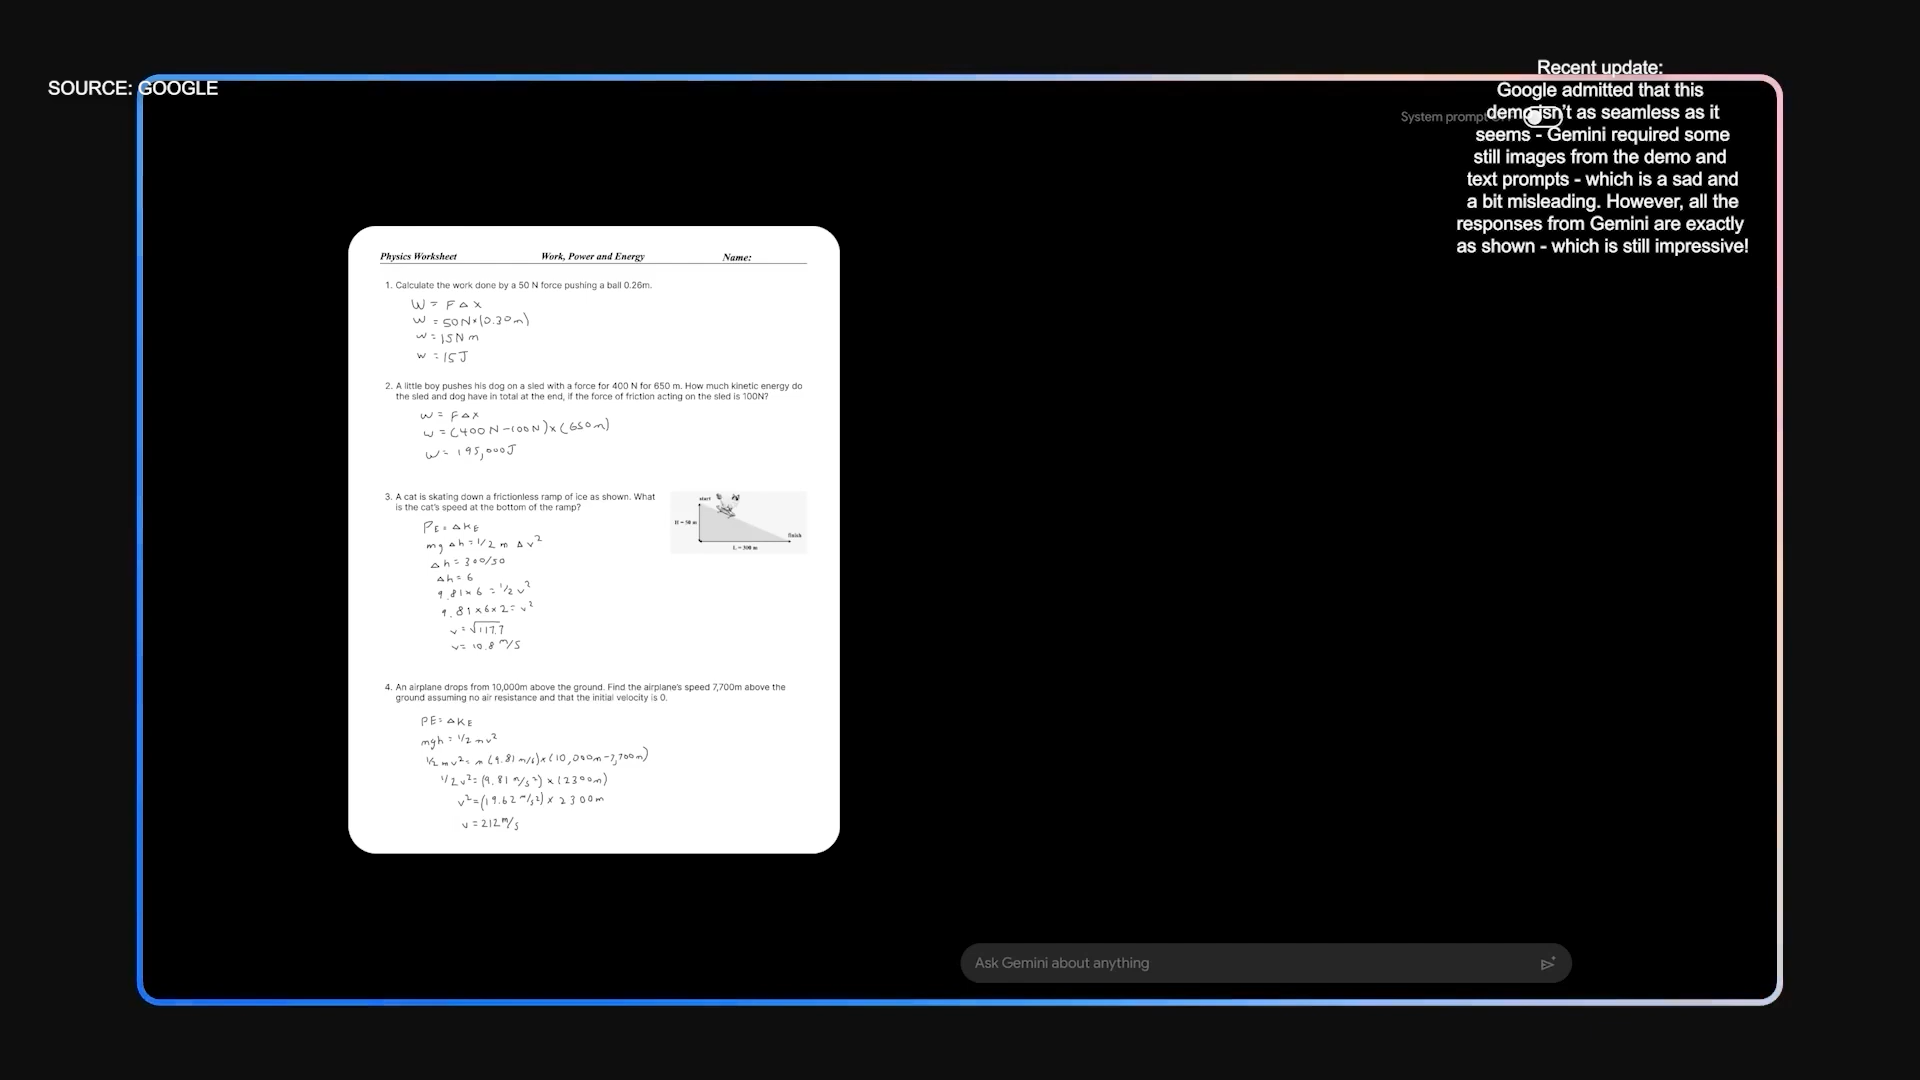 SOURCE: GOOGLE
Recent update:
Google admitted that this
demo isn't as seamless as it
seems - Gemini required some
still images from the demo and
text prompts - which is a sad and
a bit misleading. However, all the
responses from Gemini are exactly
as shown - which is still impressive!
System prompt
Physics Worksheet Work, Power and Energy Name:
1. Calculate the work done by a 50 N force pushing a ball 0.26m.
W = F△x
W = 50N×(0.30m)
W = 15Nm
W = 15J
2. A little boy pushes his dog on a sled with a force for 400 N for 650 m. How much kinetic energy do
the sled and dog have in total at the end, if the force of friction acting on the sled is 100N?
W = F△x
W = (400N-100N)×(650m)
W = 195,000J
3. A cat is skating down a frictionless ramp of ice as shown. What
is the cat's speed at the bottom of the ramp?
start
H = 50 m
finish
L = 300 m
PE = △KE
mg△h = 1/2 m △v²
△h = 300/50
△h = 6
9.81×6 = 1/2 v²
9.81×6×2 = v²
v = √117.7
v = 10.8 m/s
4. An airplane drops from 10,000m above the ground. Find the airplane's speed 7,700m above the
ground assuming no air resistance and that the initial velocity is 0.
PE = △KE
mgh = 1/2 mv²
1/2 mv² = m(9.81 m/s)×(10,000m-7,700m)
1/2 v² = (9.81 m/s²)×(2300m)
v² = (19.62 m/s²)×2300m
v = 212 m/s
Ask Gemini about anything